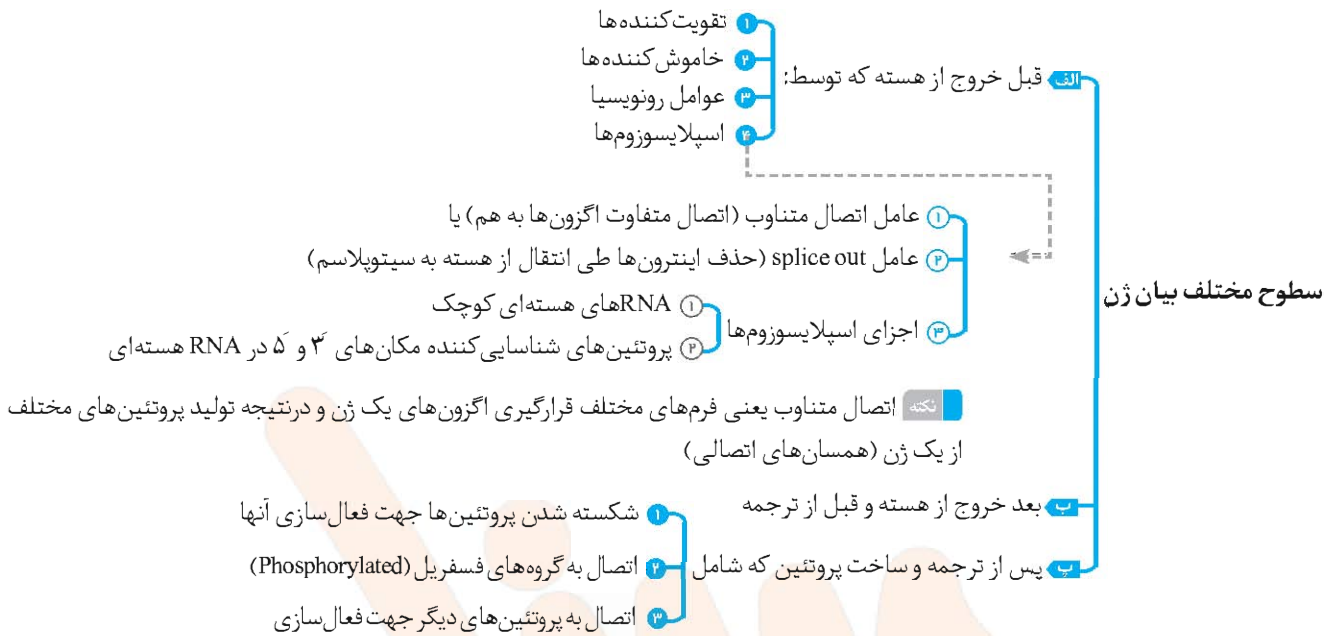 سطوح مختلف بیان ژن
الف قبل خروج از هسته که توسط:
۱ تقویت‌کننده‌ها
۲ خاموش‌کننده‌ها
۳ عوامل رونویسیا
۴ اسپلایسوزوم‌ها
۱ عامل اتصال متناوب (اتصال متفاوت اگزون‌ها به هم) یا
۲ عامل splice out (حذف اینترون‌ها طی انتقال از هسته به سیتوپلاسم)
۳ اجزای اسپلایسوزوم‌ها
۱ RNAهای هسته‌ای کوچک
۲ پروتئین‌های شناسایی‌کننده مکان‌های ۳َ و ۵َ در RNA هسته‌ای
نکته اتصال متناوب یعنی فرم‌های مختلف قرارگیری اگزون‌های یک ژن و درنتیجه تولید پروتئین‌های مختلف
از یک ژن (همسان‌های اتصالی)
ب بعد خروج از هسته و قبل از ترجمه
پ پس از ترجمه و ساخت پروتئین که شامل
۱ شکسته شدن پروتئین‌ها جهت فعال‌سازی آنها
۲ اتصال به گروه‌های فسفریل (Phosphorylated)
۳ اتصال به پروتئین‌های دیگر جهت فعال‌سازی